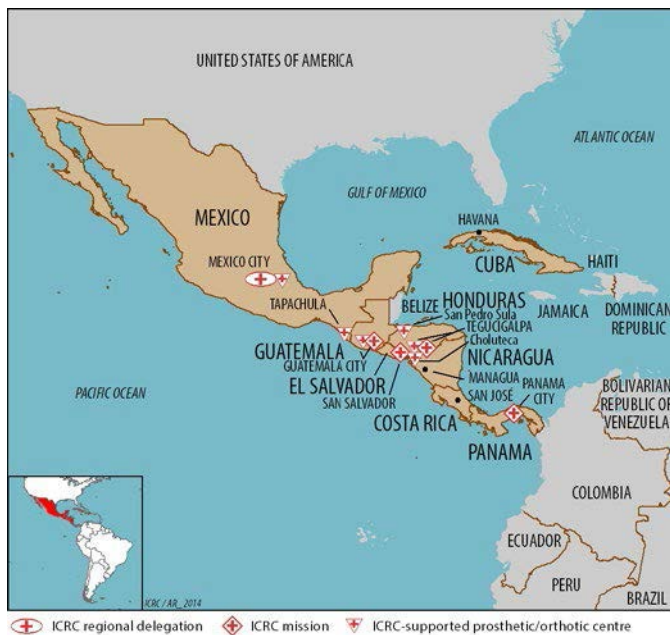 UNITED STATES OF AMERICA
ATLANTIC OCEAN
GULF OF MEXICO
MEXICO
HAVANA
CUBA
HAITI
MEXICO CITY
TAPACHULA
BELIZE
HONDURAS
San Pedro Sula
JAMAICA
DOMINICAN
REPUBLIC
TEGUCIGALPA
Choluteca
GUATEMALA
GUATEMALA CITY
NICARAGUA
EL SALVADOR
SAN SALVADOR
MANAGUA
PACIFIC OCEAN
SAN JOSÉ
PANAMA
CITY
COSTA RICA
PANAMA
BOLIVARIAN
REPUBLIC OF
VENEZUELA
COLOMBIA
ECUADOR
PERU
BRAZIL
ICRC / AR_2014
ICRC regional delegation
ICRC mission
ICRC-supported prosthetic/orthotic centre